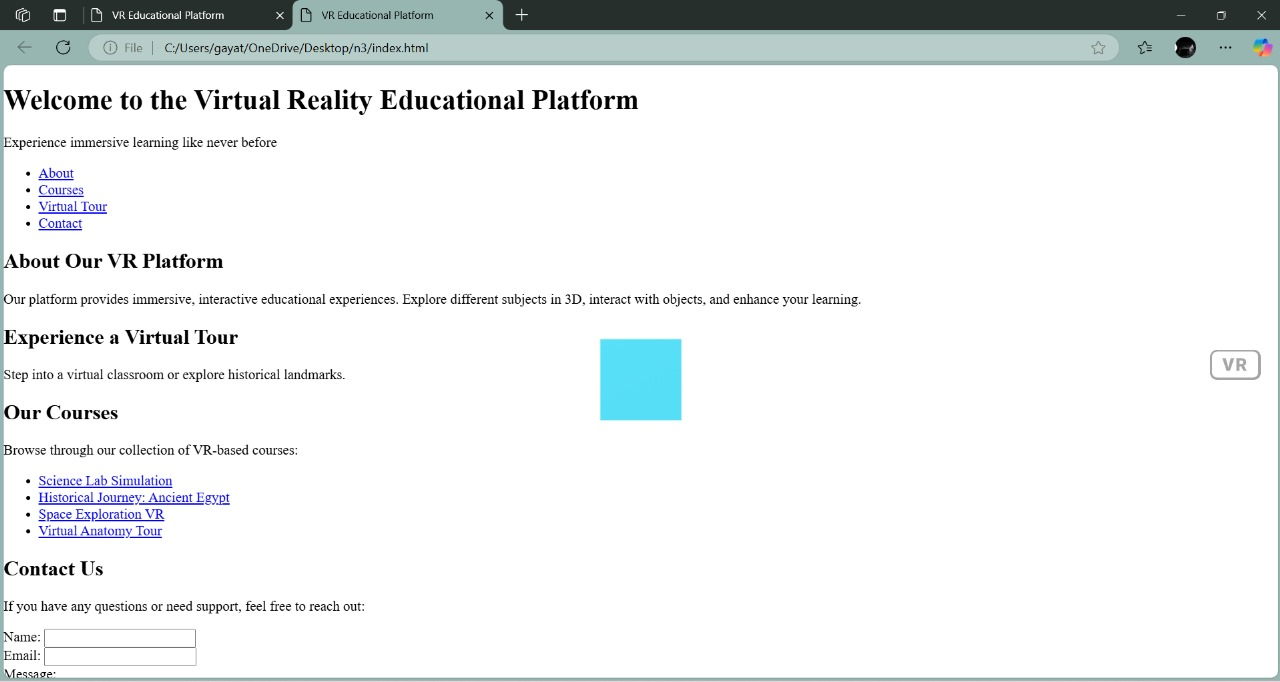 VR Educational Platform
VR Educational Platform
File
C:/Users/gayat/OneDrive/Desktop/n3/index.html
Welcome to the Virtual Reality Educational Platform
Experience immersive learning like never before
About
Courses
Virtual Tour
Contact
About Our VR Platform
Our platform provides immersive, interactive educational experiences. Explore different subjects in 3D, interact with objects, and enhance your learning.
Experience a Virtual Tour
Step into a virtual classroom or explore historical landmarks.
VR
Our Courses
Browse through our collection of VR-based courses:
Science Lab Simulation
Historical Journey: Ancient Egypt
Space Exploration VR
Virtual Anatomy Tour
Contact Us
If you have any questions or need support, feel free to reach out:
Name:
Email:
Message: